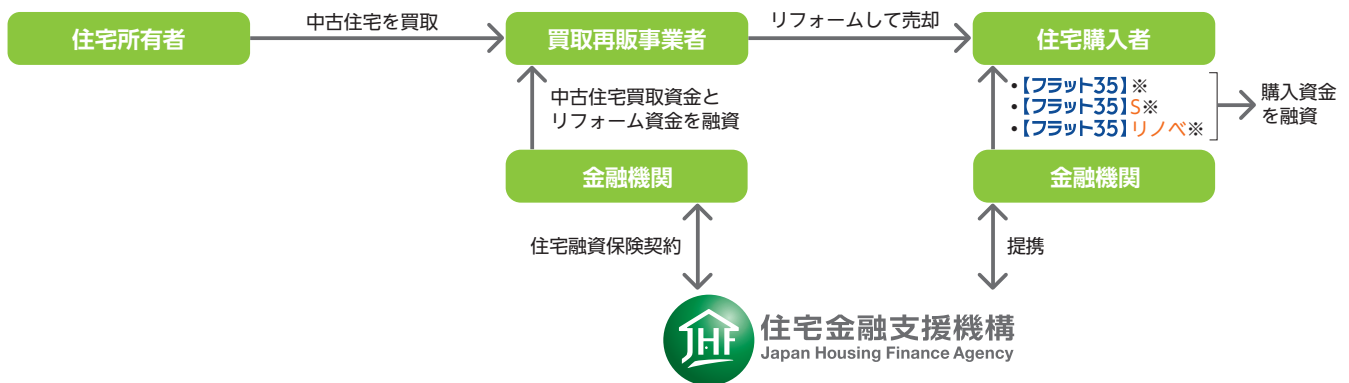 住宅所有者
中古住宅を買取
買取再販事業者
リフォームして売却
住宅購入者
中古住宅買取資金と
リフォーム資金を融資
•【フラット35】※
•【フラット35】S※
•【フラット35】リノベ※
購入資金
を融資
金融機関
金融機関
住宅融資保険契約
提携
JHF
住宅金融支援機構
Japan Housing Finance Agency